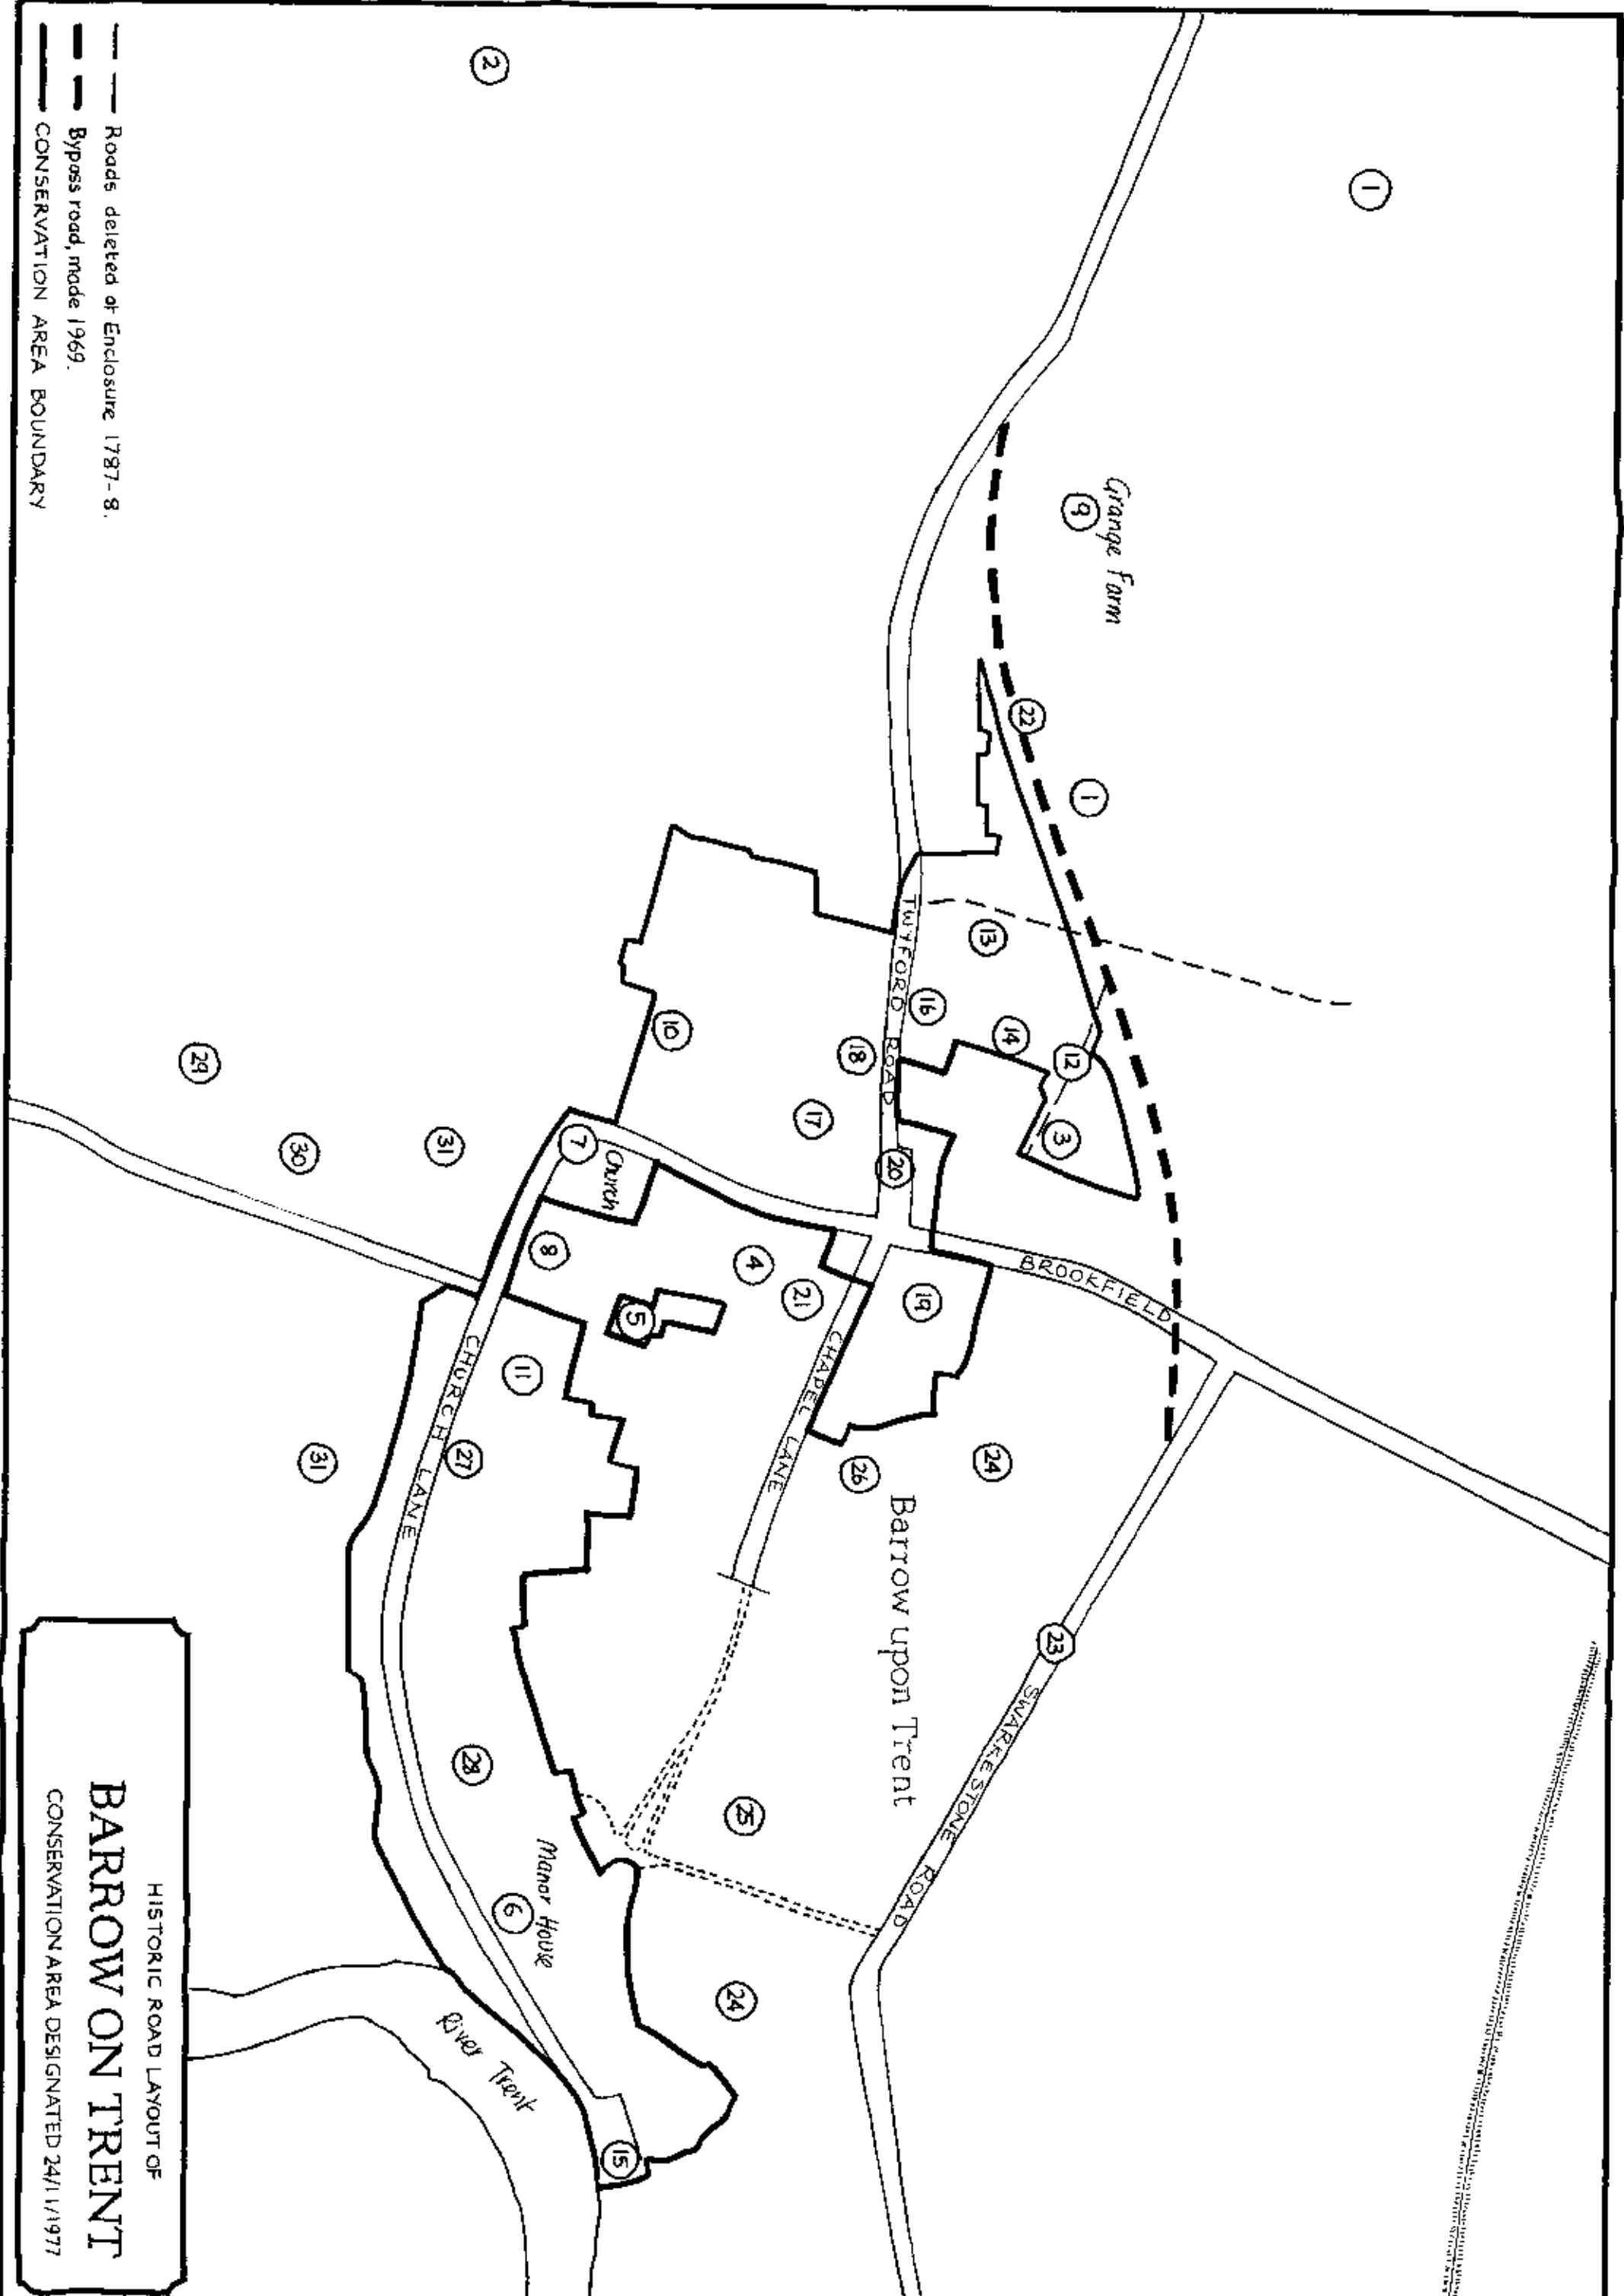 1
2
Grange Farm
9
22
1
TWYFORD ROAD
13
16
14
12
3
18
10
17
20
29
30
31
7
Church
8
4
21
5
19
BROOKFIELD
11
CHAPEL LANE
CHURCH LANE
27
31
26
24
Barrow upon Trent
23
SWARKESTONE ROAD
28
25
Manor House
6
24
River Trent
15
Roads deleted at Enclosure 1787-8.
Bypass road, made 1969.
CONSERVATION AREA BOUNDARY
HISTORIC ROAD LAYOUT OF
BARROW ON TRENT
CONSERVATION AREA DESIGNATED 24/11/1977